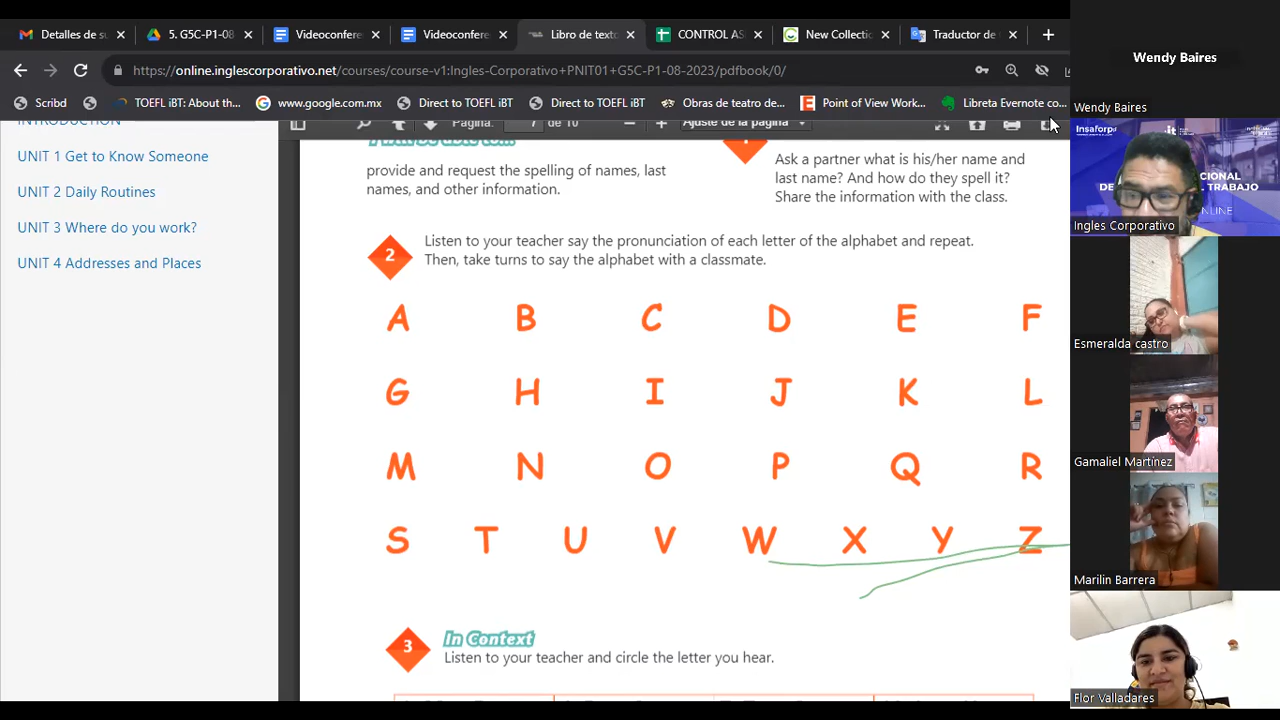 Detalles de su
5. G5C-P1-08
Videoconfere
Videoconfere
Libro de texto
CONTROL AS
New Collectio
Traductor de
https://online.inglescorporativo.net/courses/course-v1:Ingles-Corporativo+PNIT01+G5C-P1-08-2023/pdfbook/0/
Scribd
TOEFL iBT: About th...
www.google.com.mx
Direct to TOEFL iBT
Direct to TOEFL iBT
Obras de teatro de...
Point of View Work...
Libreta Evernote co...
INTRODUCTION
UNIT 1 Get to Know Someone
UNIT 2 Daily Routines
UNIT 3 Where do you work?
UNIT 4 Addresses and Places
Página: 7 de 10
Ajuste de la página
I will be able to...
provide and request the spelling of names, last
names, and other information.
1
Ask a partner what is his/her name and
last name? And how do they spell it?
Share the information with the class.
2
Listen to your teacher say the pronunciation of each letter of the alphabet and repeat.
Then, take turns to say the alphabet with a classmate.
A B C D E F
G H I J K L
M N O P Q R
S T U V W X Y Z
3
In Context
Listen to your teacher and circle the letter you hear.
Wendy Baires
Wendy Baires
Insaforp
Ingles Corporativo
Esmeralda castro
Gamaliel Martinez
Marilin Barrera
Flor Valladares